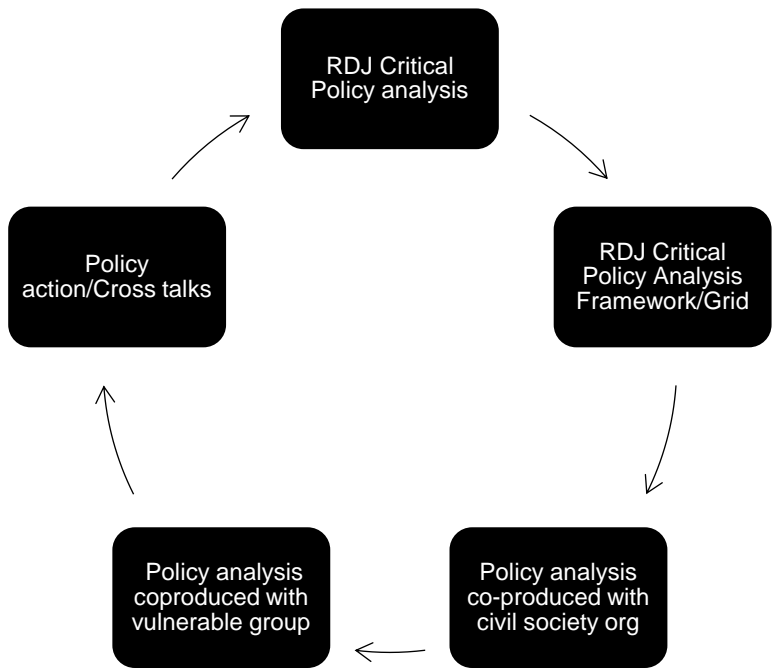 RDJ Critical
Policy analysis
RDJ Critical
Policy Analysis
Framework/Grid
Policy analysis
co-produced with
civil society org
Policy analysis
coproduced with
vulnerable group
Policy
action/Cross talks